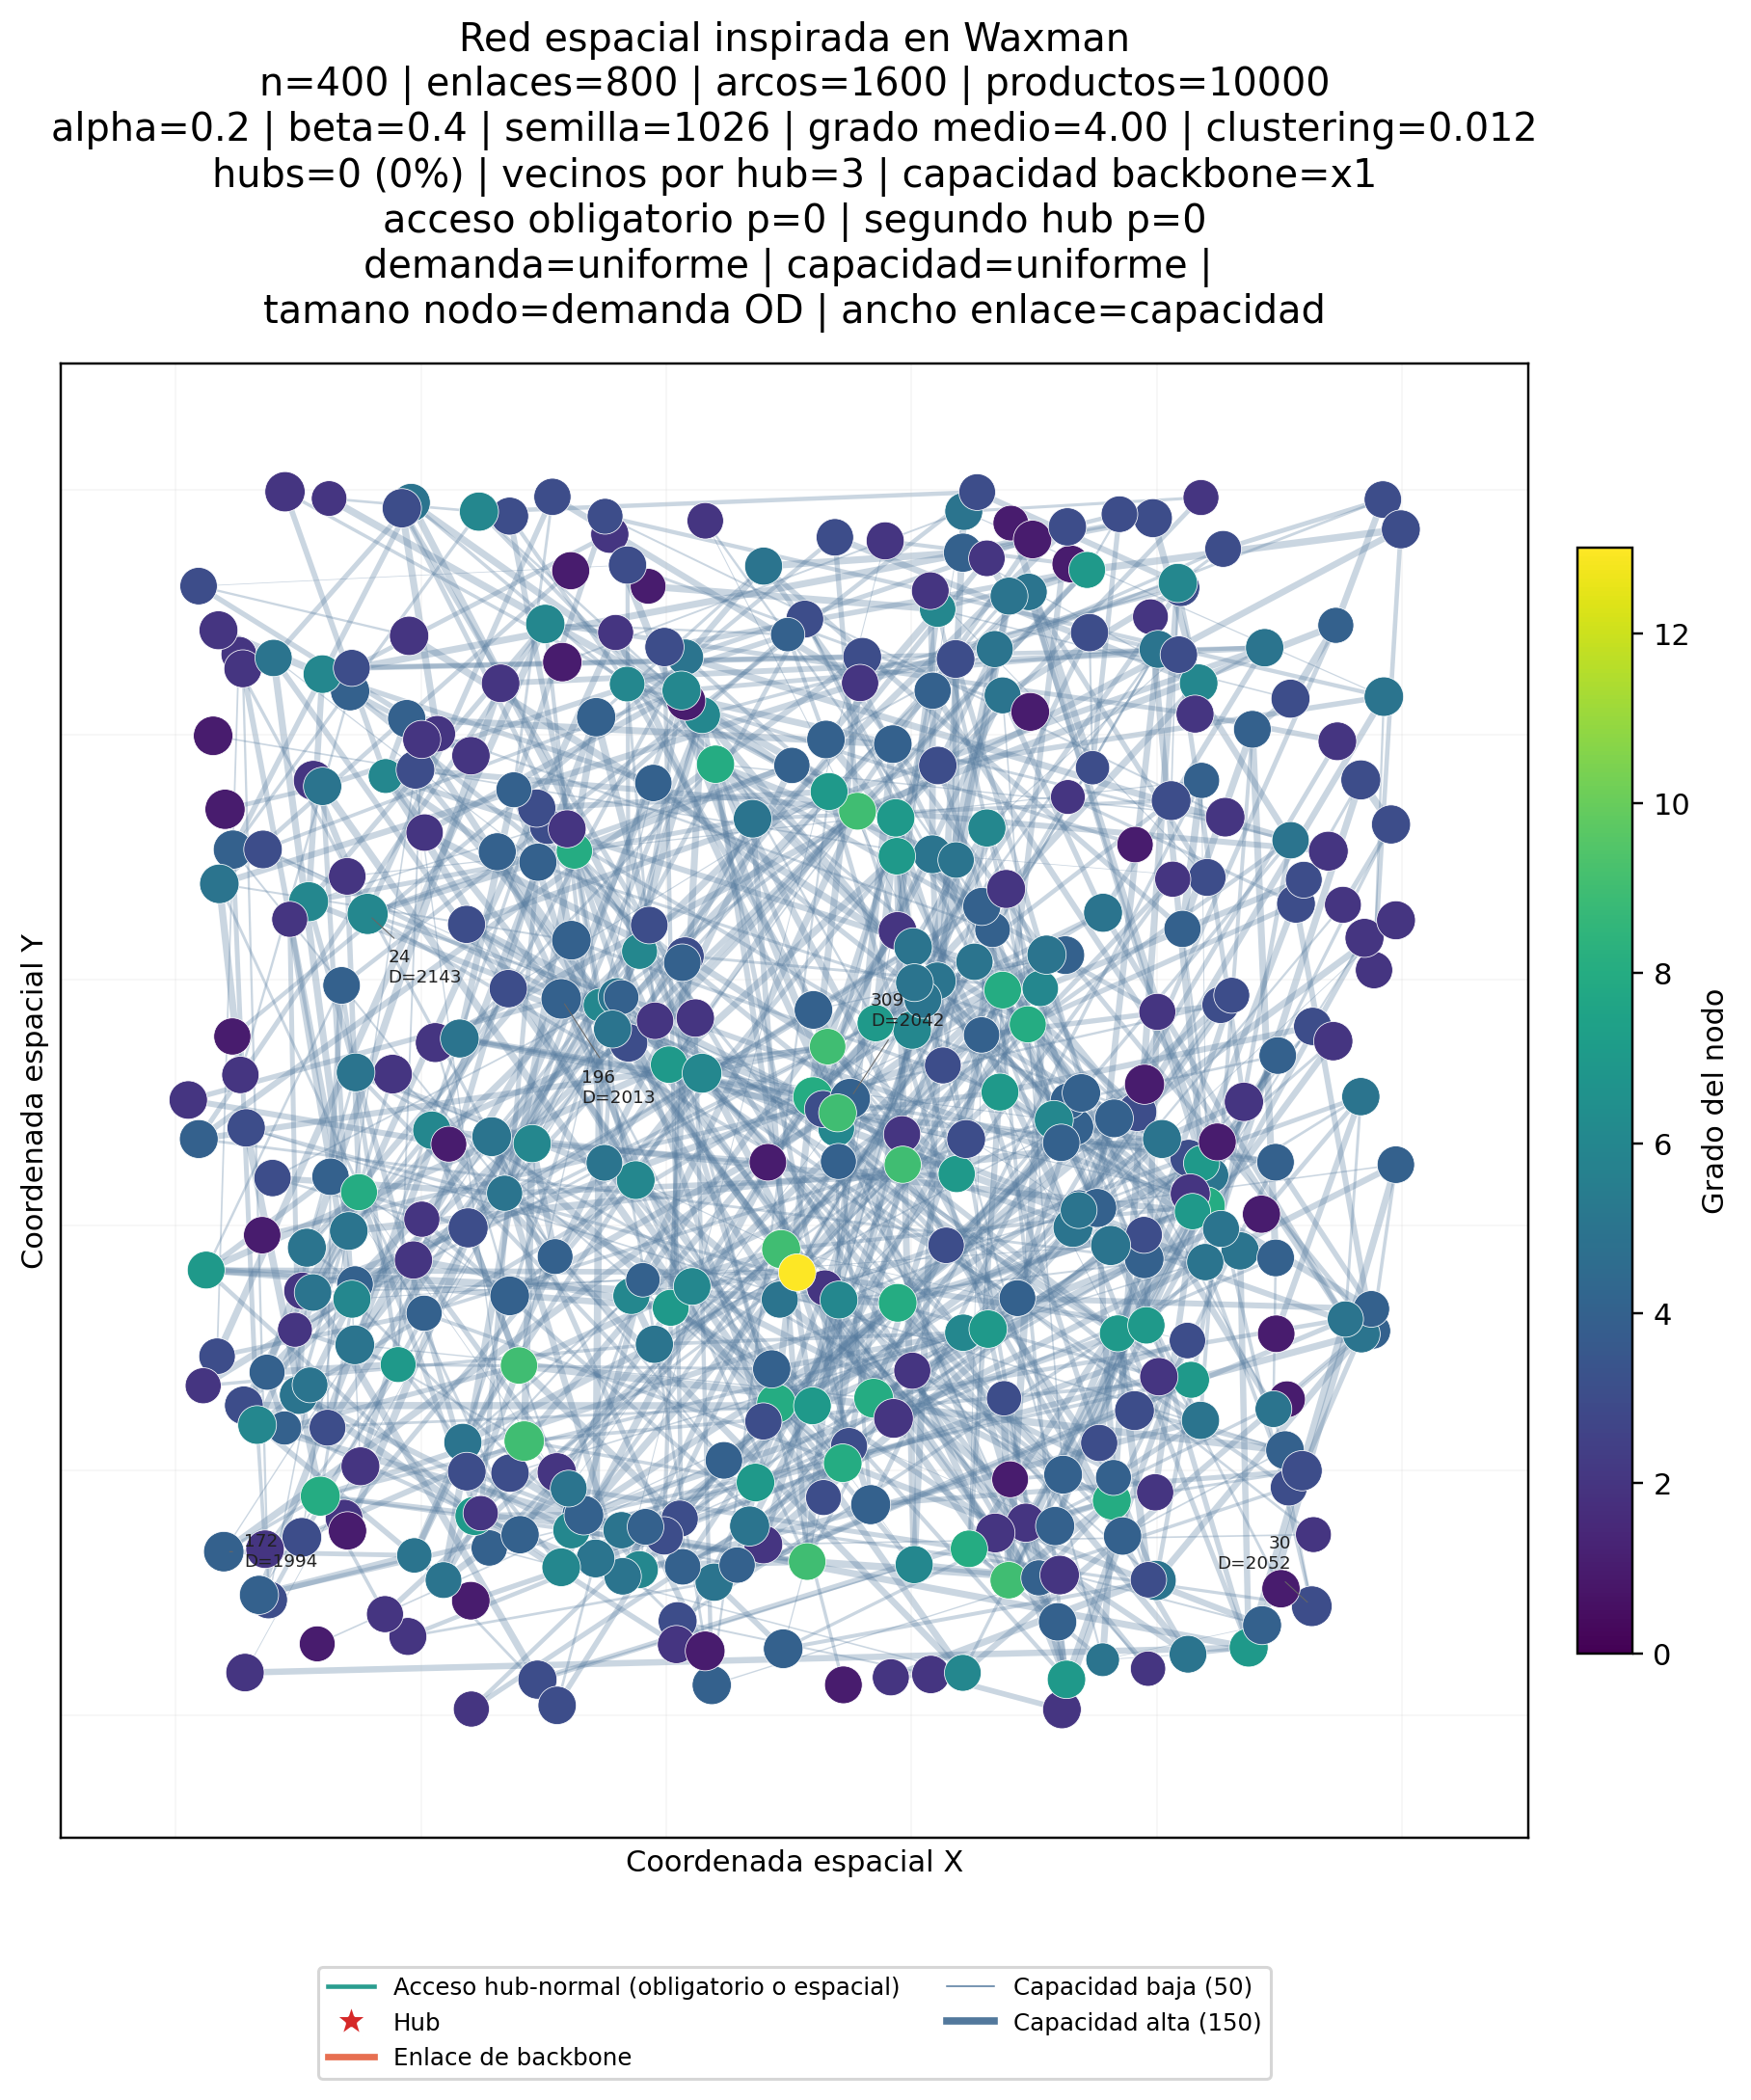 Red espacial inspirada en Waxman
n=400 | enlaces=800 | arcos=1600 | productos=10000
alpha=0.2 | beta=0.4 | semilla=1026 | grado medio=4.00 | clustering=0.012
hubs=0 (0%) | vecinos por hub=3 | capacidad backbone=x1
acceso obligatorio p=0 | segundo hub p=0
demanda=uniforme | capacidad=uniforme |
tamano nodo=demanda OD | ancho enlace=capacidad
24
D=2143
309
D=2042
196
D=2013
172
D=1994
30
D=2052
Coordenada espacial Y
Coordenada espacial X
12
10
8
6
4
2
0
Grado del nodo
Acceso hub-normal (obligatorio o espacial)
Hub
Enlace de backbone
Capacidad baja (50)
Capacidad alta (150)